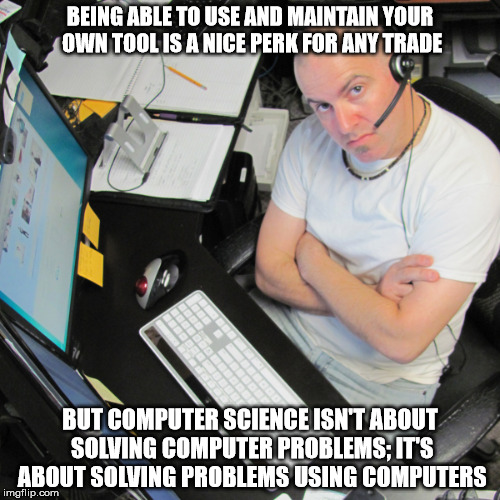 BEING ABLE TO USE AND MAINTAIN YOUR
OWN TOOL IS A NICE PERK FOR ANY TRADE
BUT COMPUTER SCIENCE ISN'T ABOUT
SOLVING COMPUTER PROBLEMS; IT'S
ABOUT SOLVING PROBLEMS USING COMPUTERS
imgflip.com